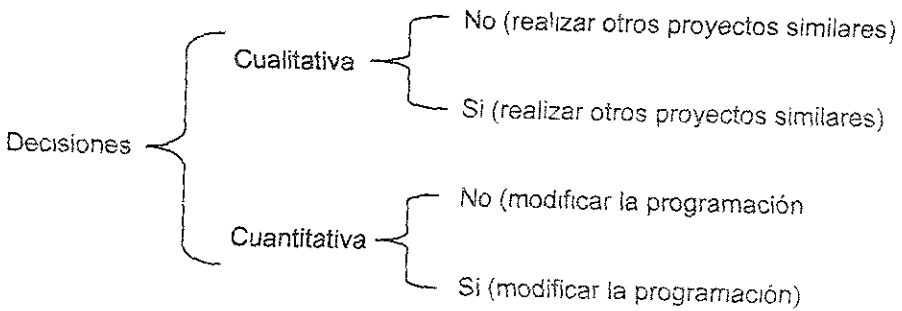 No (realizar otros proyectos similares)
Cualitativa
Si (realizar otros proyectos similares)
Decisiones
No (modificar la programación
Cuantitativa
Si (modificar la programación)